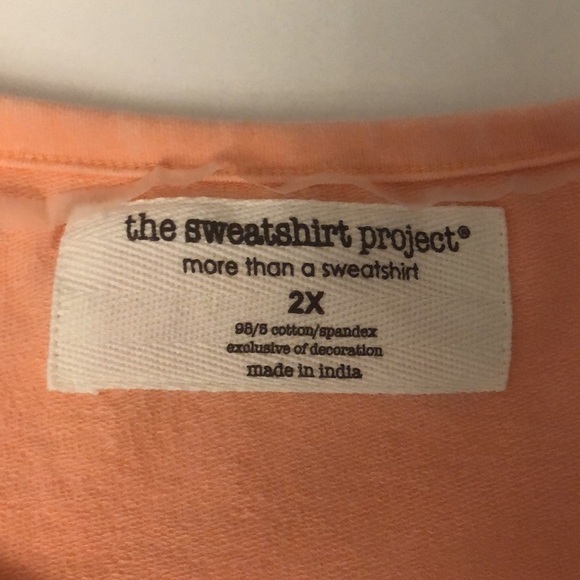 the sweatshirt project®
more than a sweatshirt
2X
95/5 cotton/spandex
exclusive of decoration
made in india